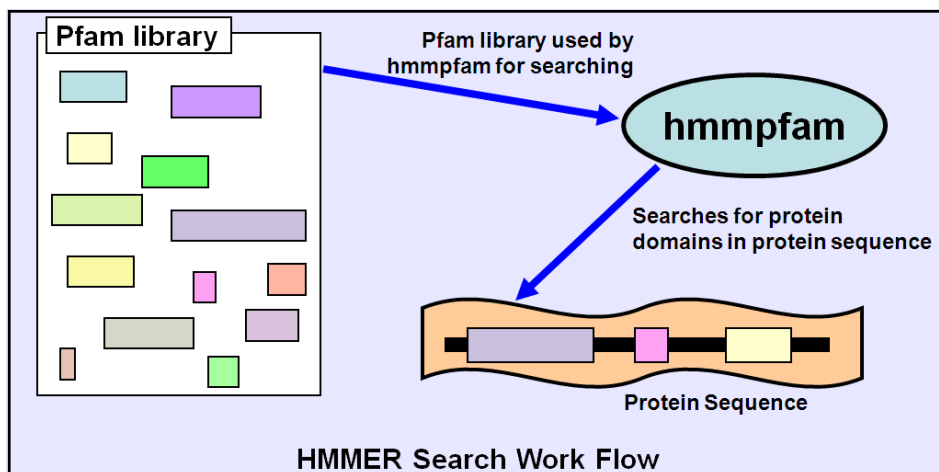 Pfam library
Pfam library used by
hmmpfam for searching
hmmpfam
Searches for protein
domains in protein sequence
Protein Sequence
HMMER Search Work Flow